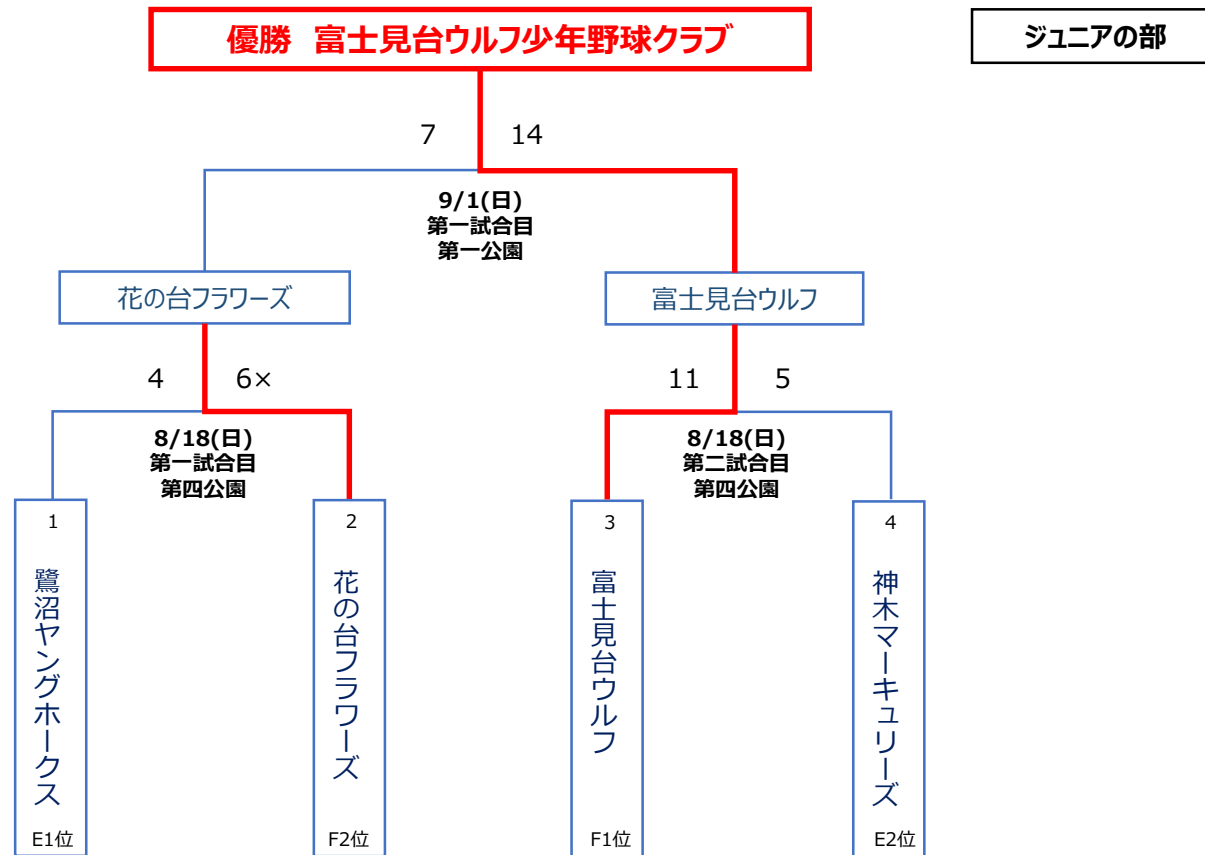 優勝 富士見台ウルフ少年野球クラブ
ジュニアの部
7 14
9/1(日)
第一試合目
第一公園
花の台フラワーズ
富士見台ウルフ
4 6×
11 5
8/18(日)
第一試合目
第四公園
8/18(日)
第二試合目
第四公園
1
鷺沼ヤングホークス
E1位
2
花の台フラワーズ
F2位
3
富士見台ウルフ
F1位
4
神木マーキュリーズ
E2位